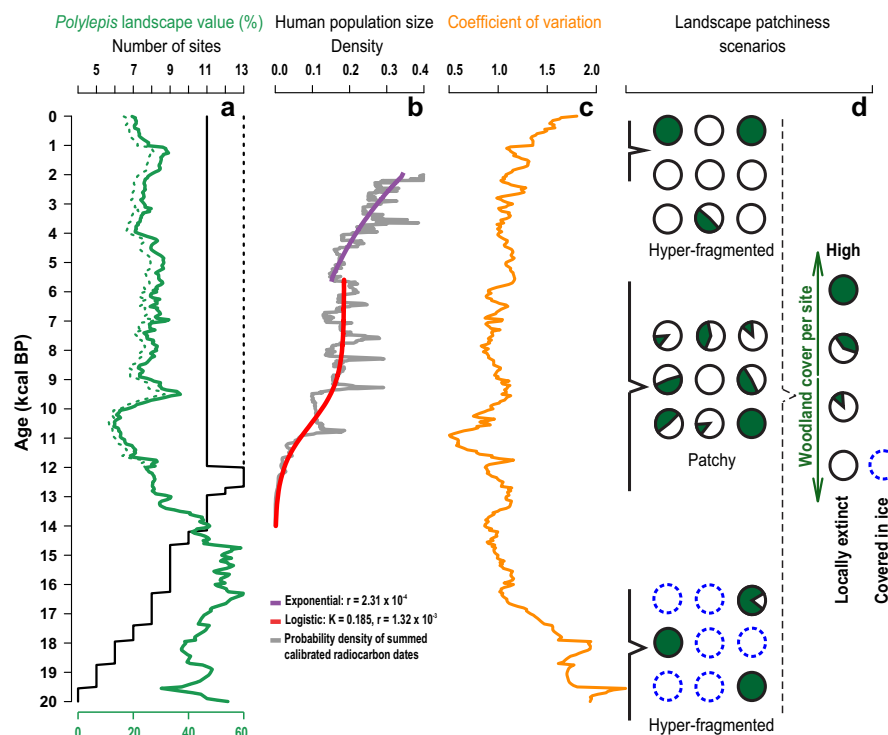 Polylepis landscape value (%)
Number of sites
5 7 9 11 13
a
Human population size
Density
0.0 0.1 0.2 0.3 0.4
b
Coefficient of variation
0.5 1.0 1.5 2.0
c
Landscape patchiness
scenarios
d
Age (kcal BP)
0
1
2
3
4
5
6
7
8
9
10
11
12
13
14
15
16
17
18
19
20
0 20 40 60
Exponential: r = 2.31 x 10⁻⁴
Logistic: K = 0.185, r = 1.32 x 10⁻³
Probability density of summed
calibrated radiocarbon dates
Hyper-fragmented
Patchy
Hyper-fragmented
Woodland cover per site
High
Locally extinct
Covered in ice